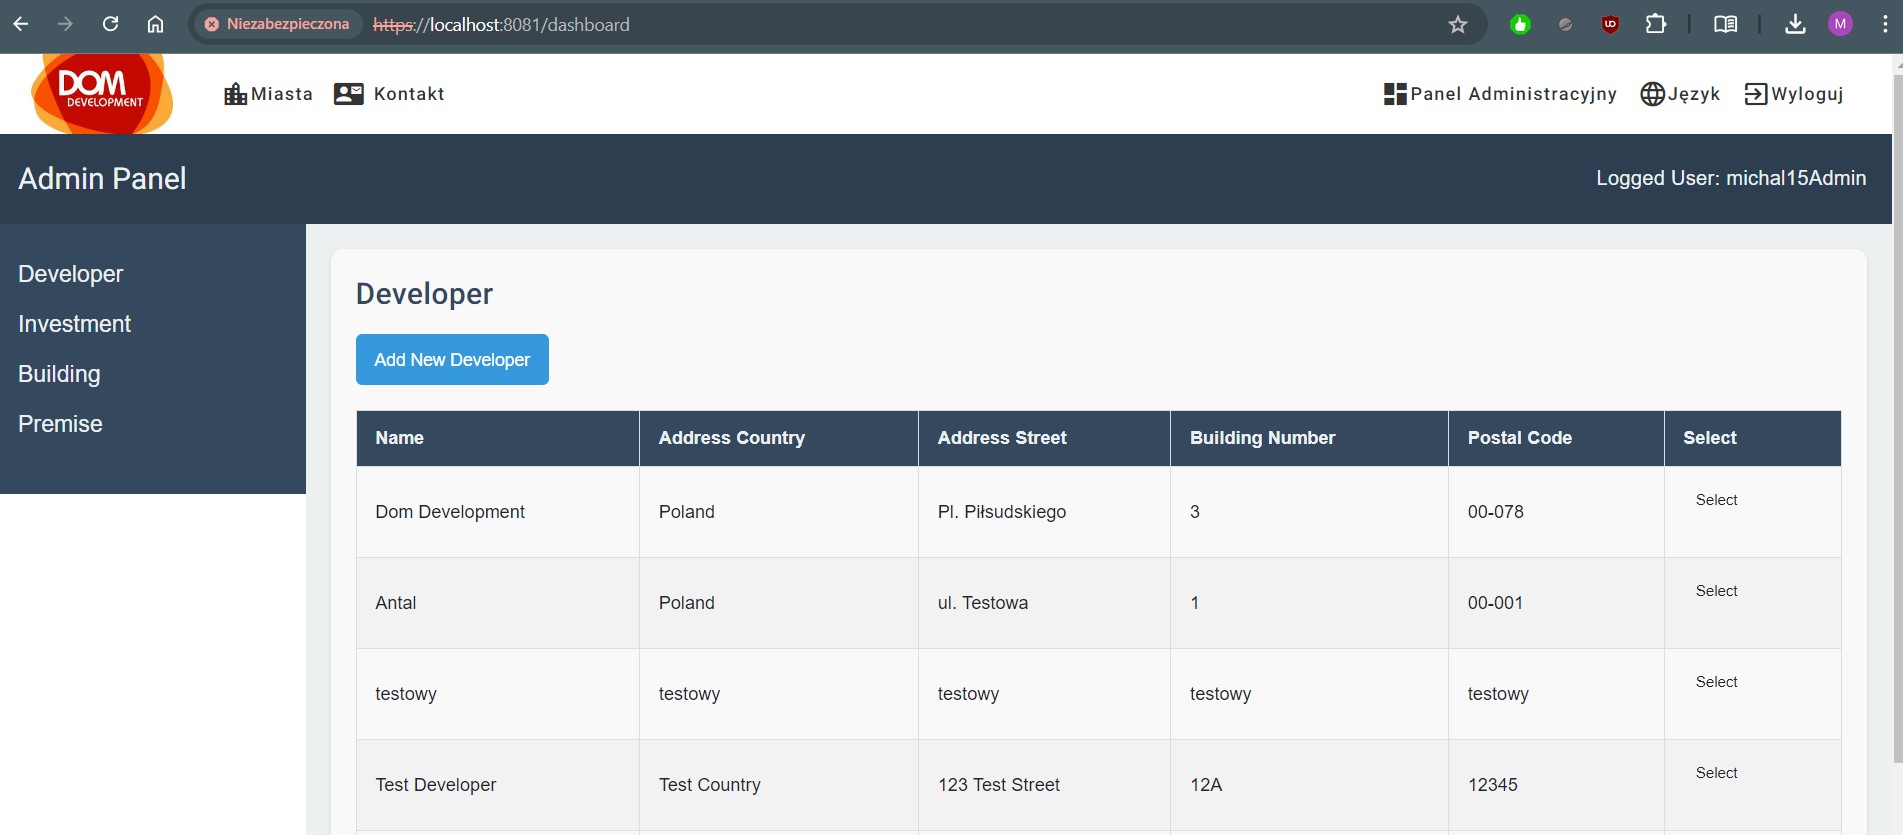 Niezabezpieczona https://localhost:8081/dashboard
M
DOM
DEVELOPMENT
Miasta Kontakt Panel Administracyjny Język Wyloguj
Admin Panel Logged User: michal15Admin
Developer
Investment
Building
Premise
Developer
Add New Developer
Name Address Country Address Street Building Number Postal Code Select
Dom Development Poland Pl. Piłsudskiego 3 00-078 Select
Antal Poland ul. Testowa 1 00-001 Select
testowy testowy testowy testowy testowy Select
Test Developer Test Country 123 Test Street 12A 12345 Select